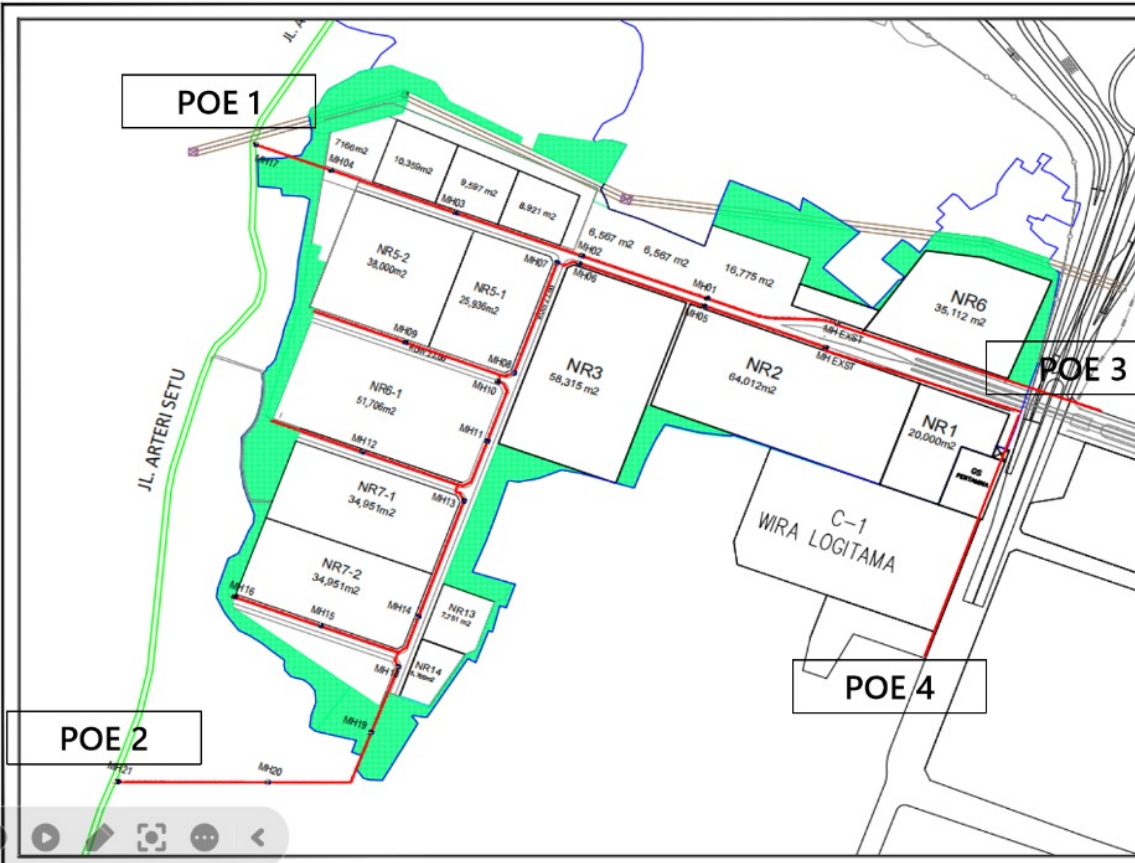 JL. A
POE 1
MH17
7166m2
MH04
10,359m2
9,597 m2
8,921 m2
MH03
6,567 m2
6,567 m2
16,775 m2
MH02
MH07
MH06
NR5-2
38,000m2
NR5-1
25,936m2
MH01
MH05
NR6
35,112 m2
MH EXST
MH EXST
POE 3
MH09
MH08
MH10
NR3
58,315 m2
NR2
64,012m2
NR6-1
51,706m2
NR1
20,000m2
JL. ARTERI SETU
MH11
MH12
MH13
GS
PERTAMINA
NR7-1
34,951m2
C-1
WIRA LOGITAMA
NR7-2
34,951m2
MH16
MH15
MH14
NR13
NR14
POE 4
MH19
POE 2
MH21
MH20